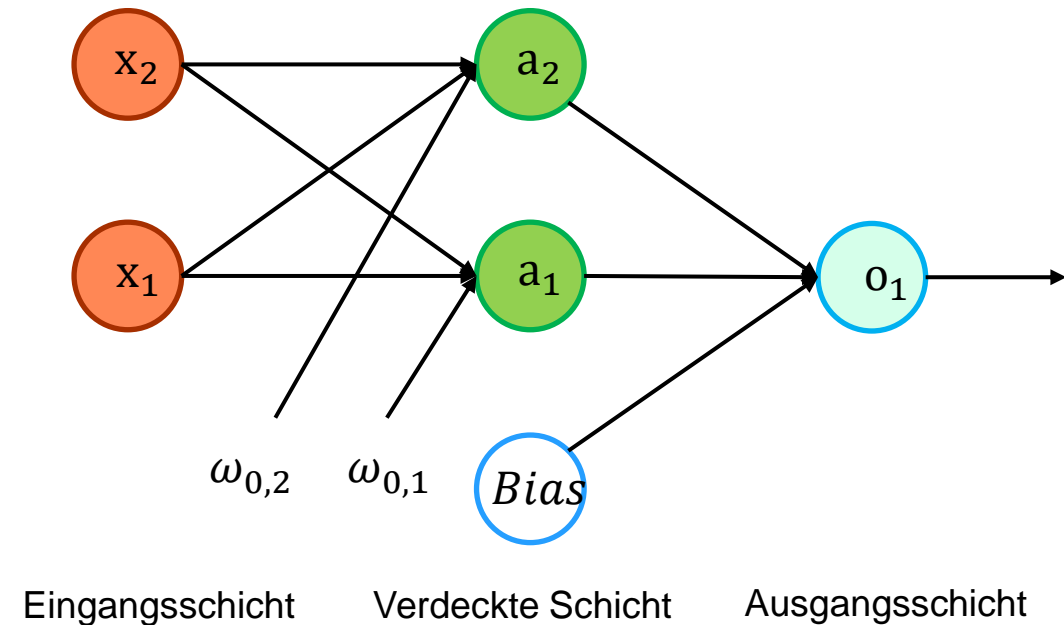 x₂ a₂
x₁ a₁ o₁
ω₀,₂ ω₀,₁ Bias
Eingangsschicht Verdeckte Schicht Ausgangsschicht